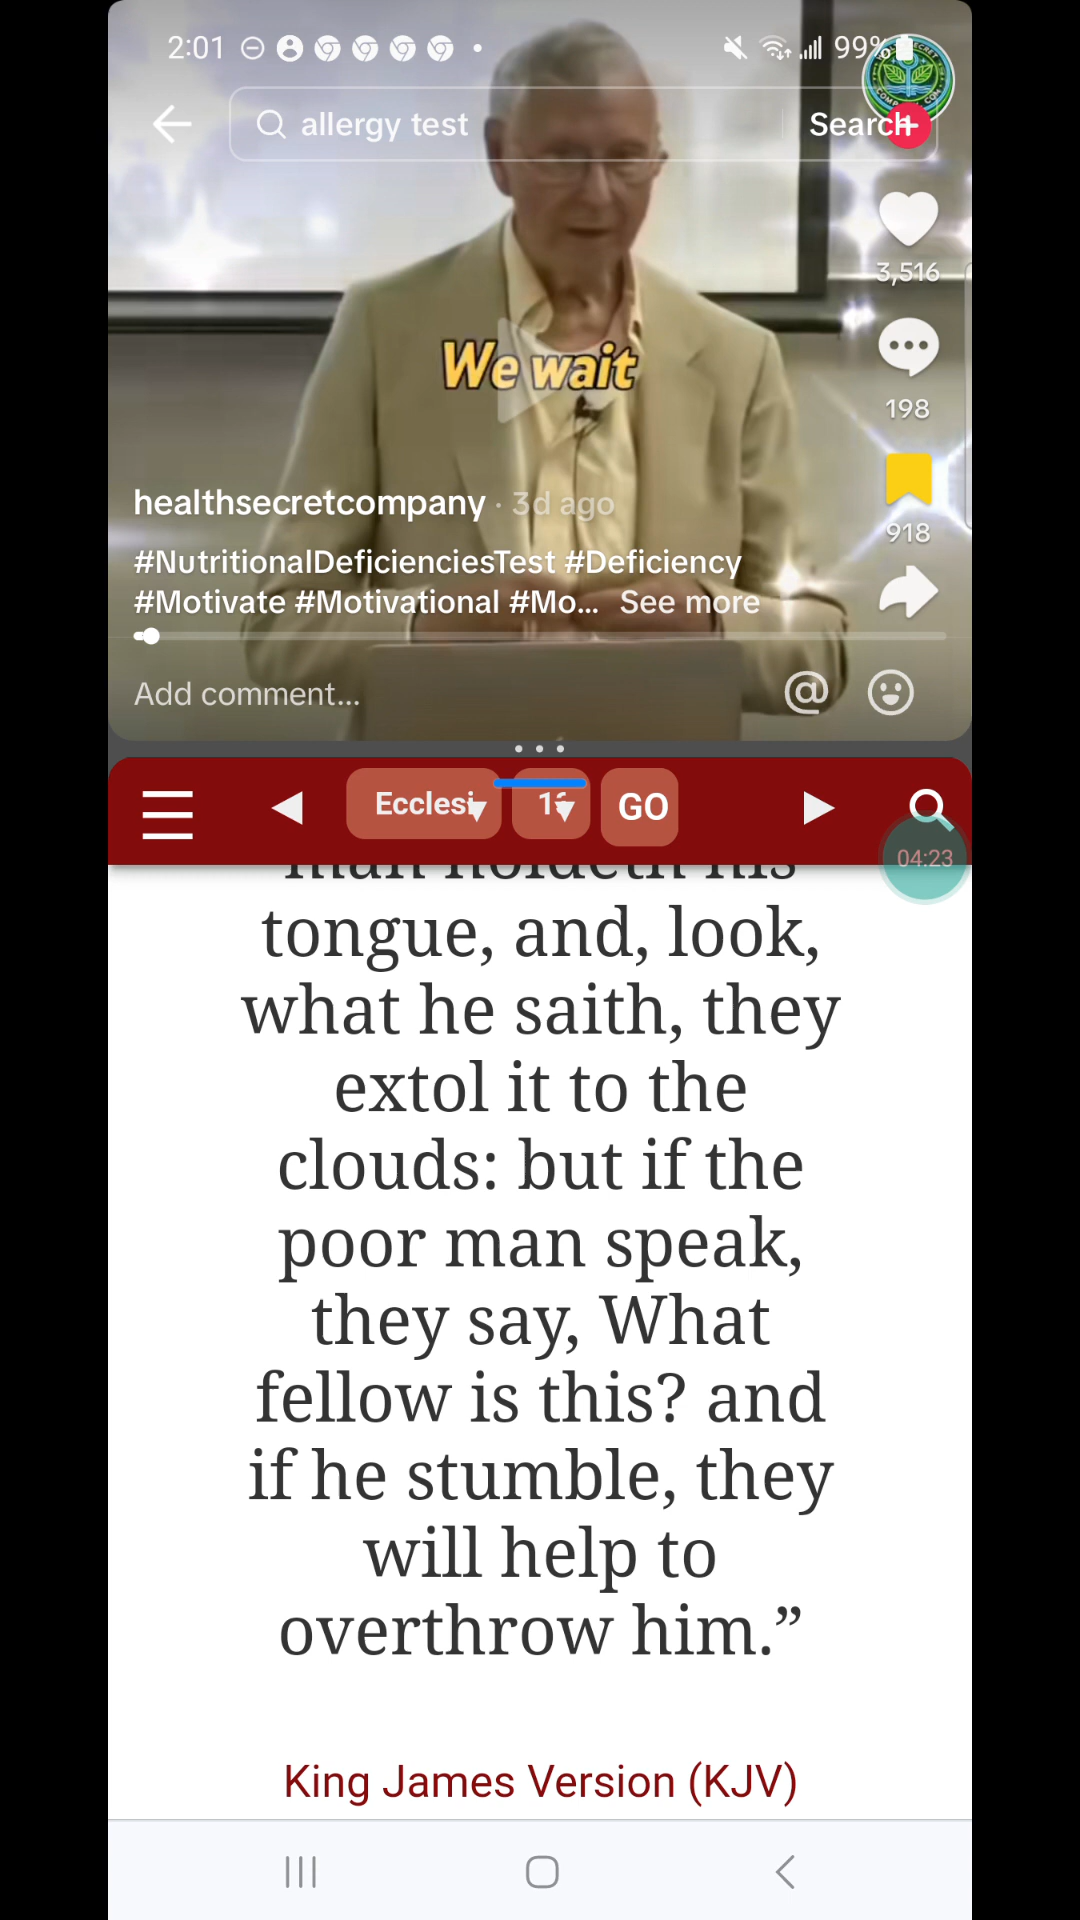 2:01
99%
allergy test
Search
3,516
We wait
198
healthsecretcompany · 3d ago
918
#NutritionalDeficienciesTest #Deficiency
#Motivate #Motivational #Mo... See more
Add comment...
Ecclesi
GO
04:23
man holdeth his
tongue, and, look,
what he saith, they
extol it to the
clouds: but if the
poor man speak,
they say, What
fellow is this? and
if he stumble, they
will help to
overthrow him.”
King James Version (KJV)